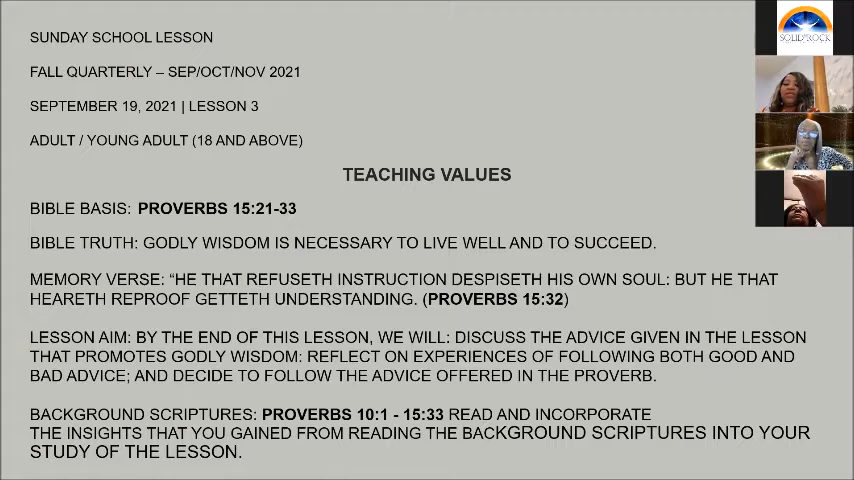 SUNDAY SCHOOL LESSON
FALL QUARTERLY – SEP/OCT/NOV 2021
SEPTEMBER 19, 2021 | LESSON 3
ADULT / YOUNG ADULT (18 AND ABOVE)
TEACHING VALUES
BIBLE BASIS: PROVERBS 15:21-33
BIBLE TRUTH: GODLY WISDOM IS NECESSARY TO LIVE WELL AND TO SUCCEED.
MEMORY VERSE: “HE THAT REFUSETH INSTRUCTION DESPISETH HIS OWN SOUL: BUT HE THAT
HEARETH REPROOF GETTETH UNDERSTANDING. (PROVERBS 15:32)
LESSON AIM: BY THE END OF THIS LESSON, WE WILL: DISCUSS THE ADVICE GIVEN IN THE LESSON
THAT PROMOTES GODLY WISDOM: REFLECT ON EXPERIENCES OF FOLLOWING BOTH GOOD AND
BAD ADVICE; AND DECIDE TO FOLLOW THE ADVICE OFFERED IN THE PROVERB.
BACKGROUND SCRIPTURES: PROVERBS 10:1 - 15:33 READ AND INCORPORATE
THE INSIGHTS THAT YOU GAINED FROM READING THE BACKGROUND SCRIPTURES INTO YOUR
STUDY OF THE LESSON.
SOLID ROCK